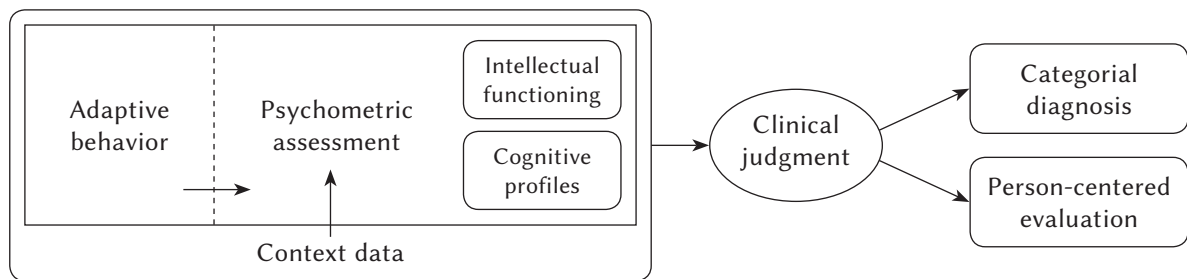 Adaptive
behavior
Psychometric
assessment
Intellectual
functioning
Cognitive
profiles
Context data
Clinical
judgment
Categorial
diagnosis
Person-centered
evaluation